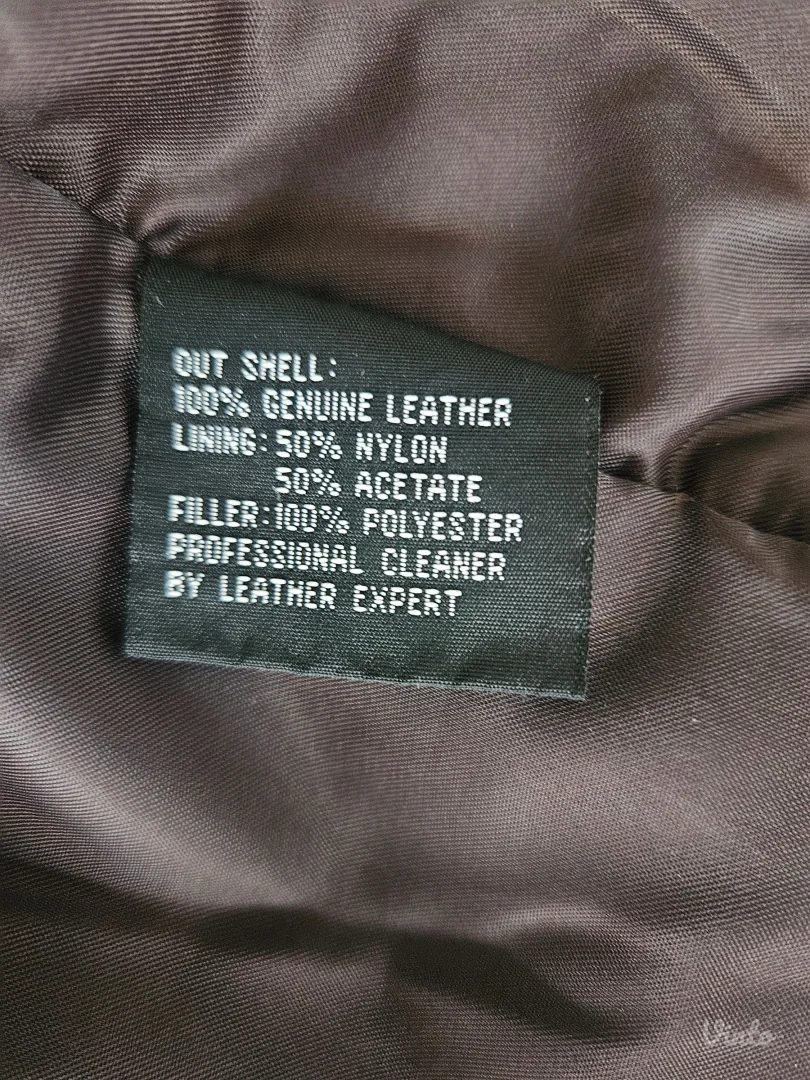 OUT SHELL:
100% GENUINE LEATHER
LINING: 50% NYLON
50% ACETATE
FILLER: 100% POLYESTER
PROFESSIONAL CLEANER
BY LEATHER EXPERT